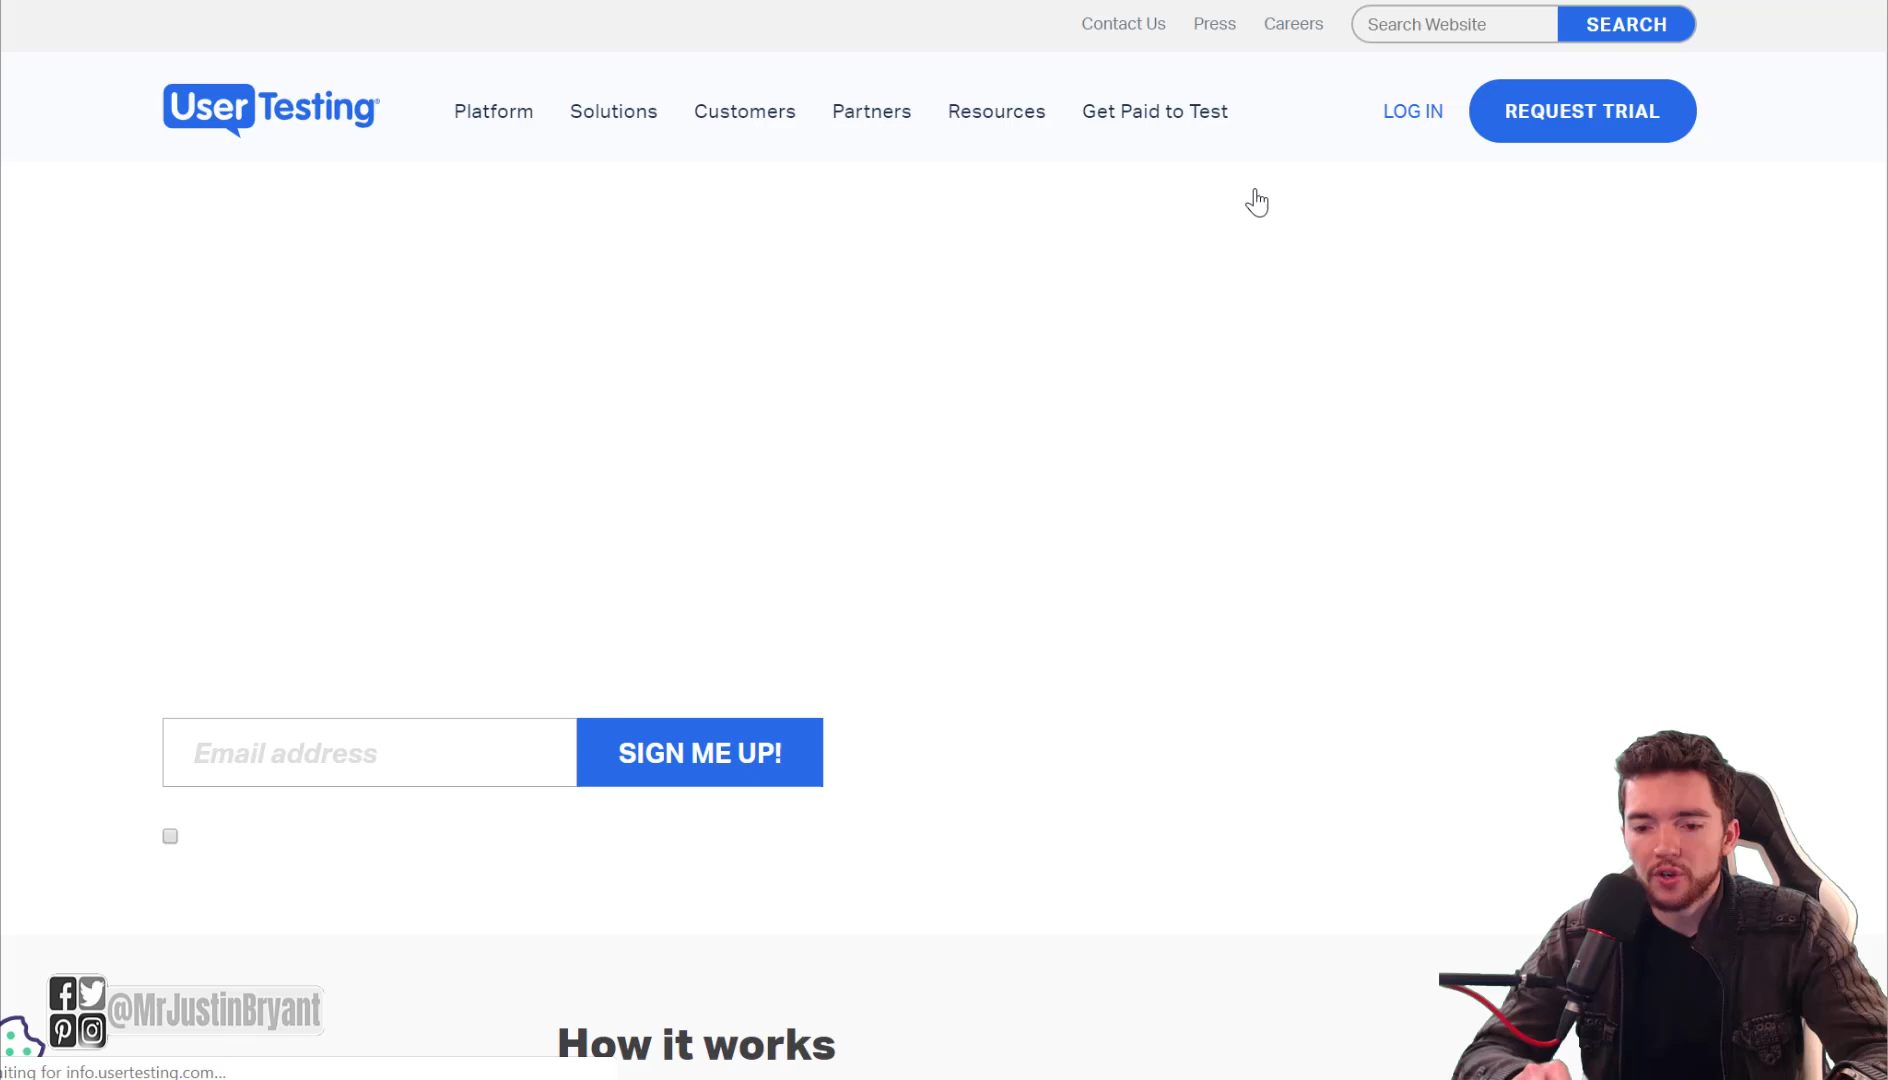 Contact Us Press Careers Search Website SEARCH
UserTesting Platform Solutions Customers Partners Resources Get Paid to Test LOG IN REQUEST TRIAL
Email address SIGN ME UP!
@MrJustinBryant
How it works
iting for info.usertesting.com...